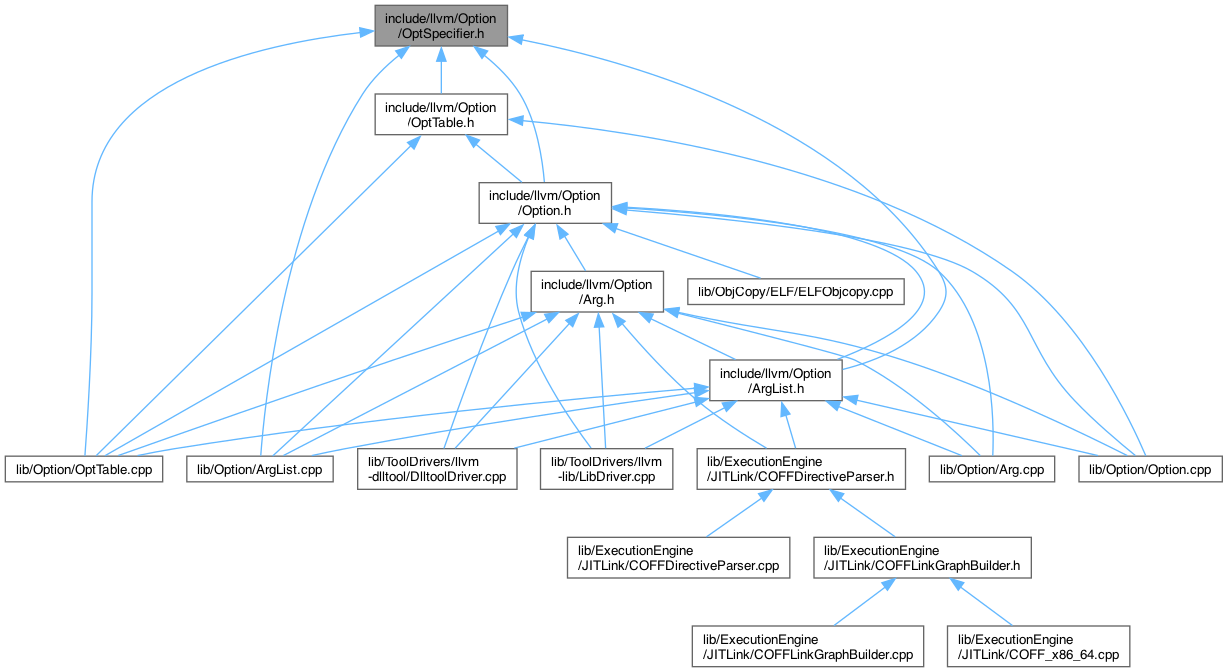 include/llvm/Option
/OptSpecifier.h
include/llvm/Option
/OptTable.h
include/llvm/Option
/Option.h
include/llvm/Option
/Arg.h
lib/ObjCopy/ELF/ELFObjcopy.cpp
include/llvm/Option
/ArgList.h
lib/Option/OptTable.cpp
lib/Option/ArgList.cpp
lib/ToolDrivers/llvm
-dlltool/DlltoolDriver.cpp
lib/ToolDrivers/llvm
-lib/LibDriver.cpp
lib/ExecutionEngine
/JITLink/COFFDirectiveParser.h
lib/Option/Arg.cpp
lib/Option/Option.cpp
lib/ExecutionEngine
/JITLink/COFFDirectiveParser.cpp
lib/ExecutionEngine
/JITLink/COFFLinkGraphBuilder.h
lib/ExecutionEngine
/JITLink/COFFLinkGraphBuilder.cpp
lib/ExecutionEngine
/JITLink/COFF_x86_64.cpp